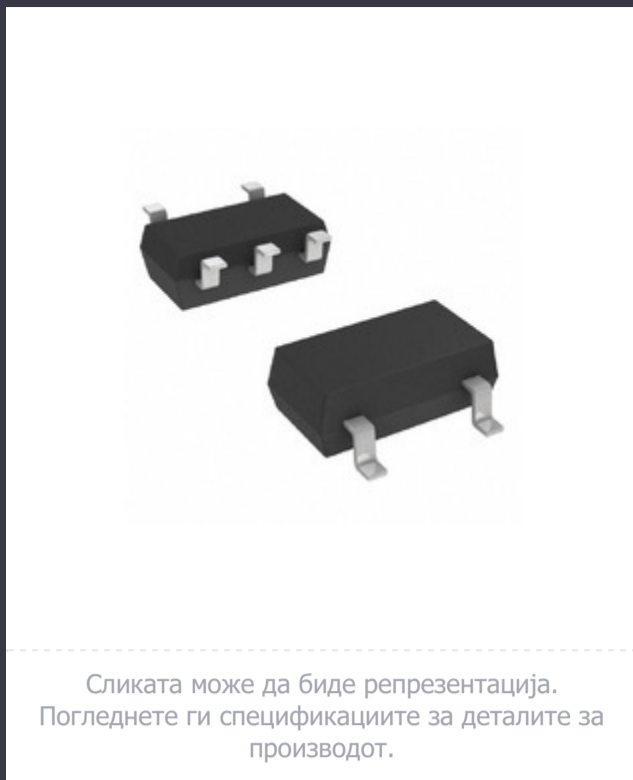 Сликата може да биде репрезентација.
Погледнете ги спецификациите за деталите за
производот.